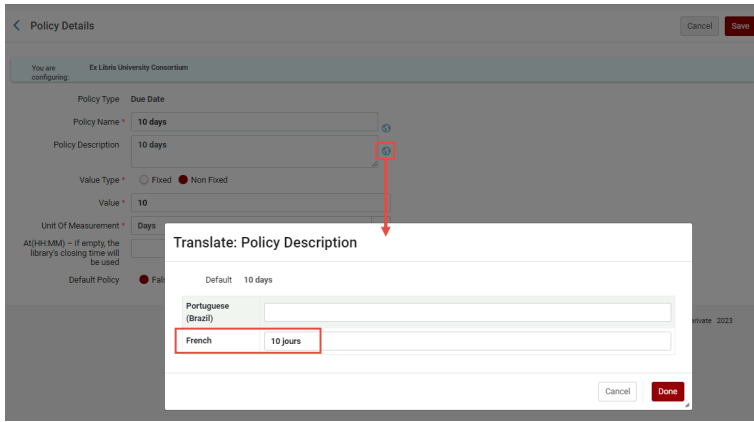 Policy Details
Cancel
Save
You are configuring:
Ex Libris University Consortium
Policy Type Due Date
Policy Name * 10 days
Policy Description 10 days
Value Type * Fixed Non Fixed
Value * 10
Unit Of Measurement * Days
At(HH:MM) – If empty, the
library's closing time will
be used
Default Policy
Translate: Policy Description
Default 10 days
Portuguese
(Brazil)
French 10 jours
2023
Cancel
Done